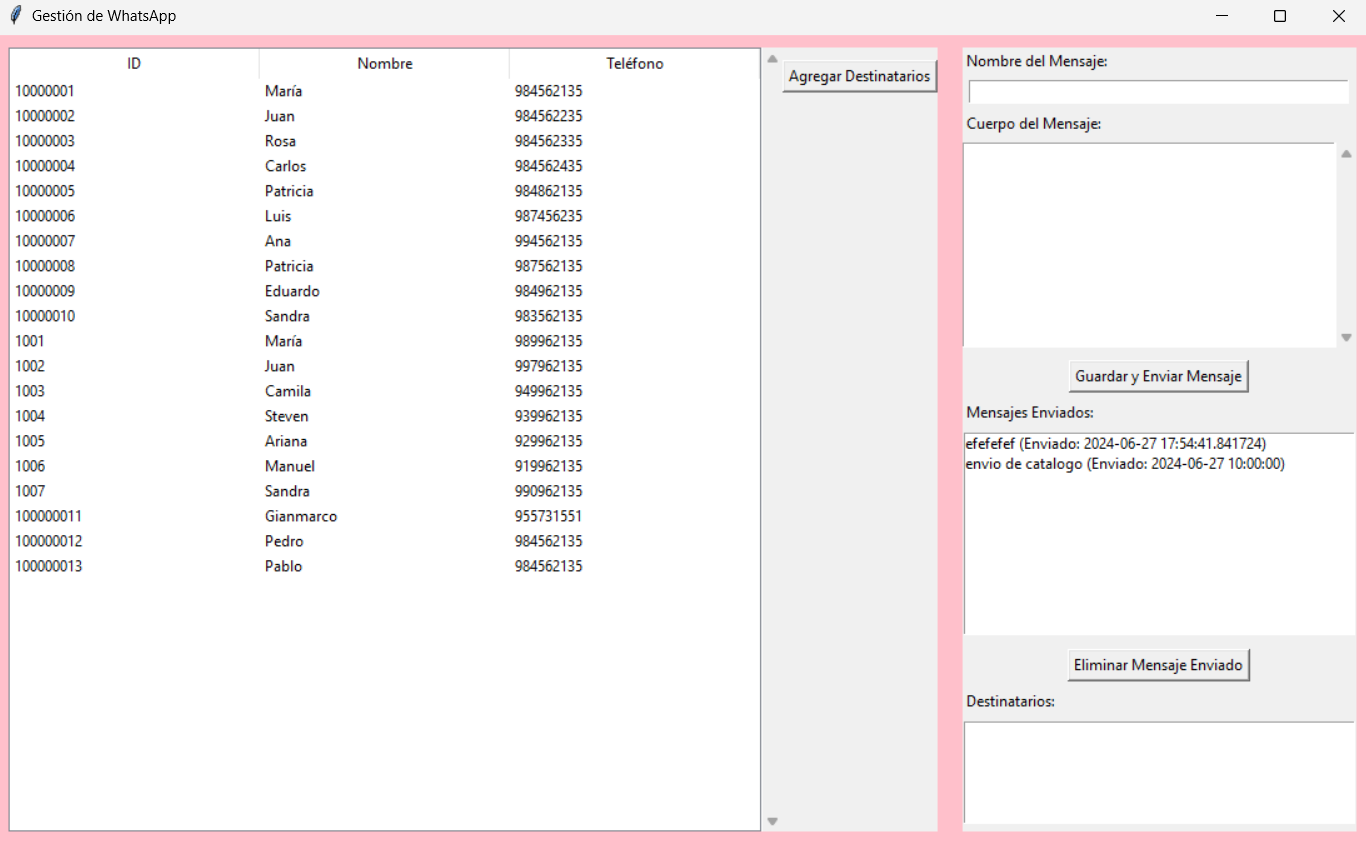 Gestión de WhatsApp
ID Nombre Teléfono
10000001 María 984562135
10000002 Juan 984562235
10000003 Rosa 984562335
10000004 Carlos 984562435
10000005 Patricia 984862135
10000006 Luis 987456235
10000007 Ana 994562135
10000008 Patricia 987562135
10000009 Eduardo 984962135
10000010 Sandra 983562135
1001 María 989962135
1002 Juan 997962135
1003 Camila 949962135
1004 Steven 939962135
1005 Ariana 929962135
1006 Manuel 919962135
1007 Sandra 990962135
100000011 Gianmarco 955731551
100000012 Pedro 984562135
100000013 Pablo 984562135
Agregar Destinatarios
Nombre del Mensaje:
Cuerpo del Mensaje:
Guardar y Enviar Mensaje
Mensajes Enviados:
efefefef (Enviado: 2024-06-27 17:54:41.841724)
envio de catalogo (Enviado: 2024-06-27 10:00:00)
Eliminar Mensaje Enviado
Destinatarios: